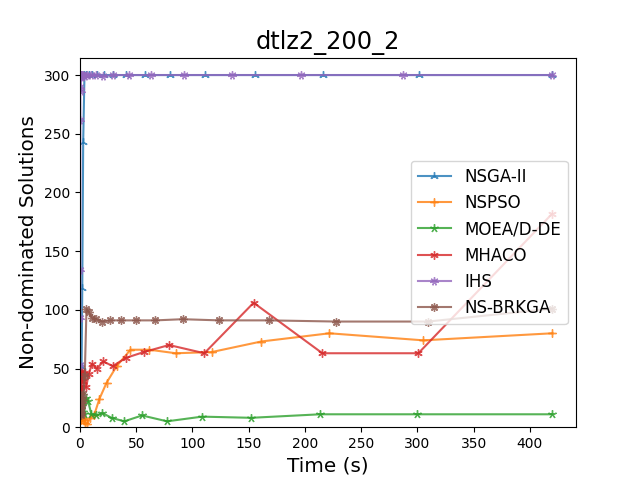 dtlz2_200_2
Non-dominated Solutions
300
250
200
150
100
50
0
NSGA-II
NSPSO
MOEA/D-DE
MHACO
IHS
NS-BRKGA
0 50 100 150 200 250 300 350 400
Time (s)